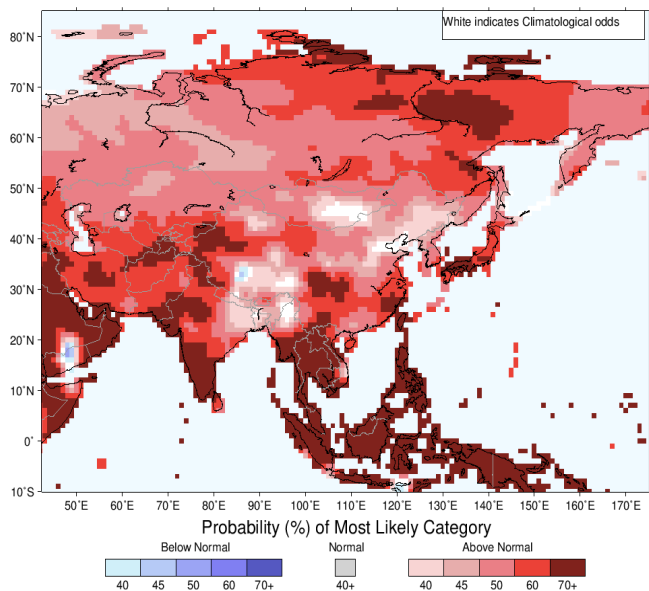 White indicates Climatological odds
80°N
70°N
60°N
50°N
40°N
30°N
20°N
10°N
0°
10°S
50°E 60°E 70°E 80°E 90°E 100°E 110°E 120°E 130°E 140°E 150°E 160°E 170°E
Probability (%) of Most Likely Category
Below Normal Normal Above Normal
40 45 50 60 70+ 40+ 40 45 50 60 70+